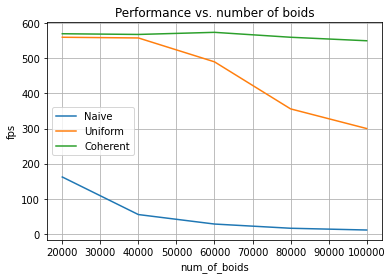 Performance vs. number of boids
600
500
400
300
200
100
0
fps
Naive
Uniform
Coherent
20000 30000 40000 50000 60000 70000 80000 90000 100000
num_of_boids